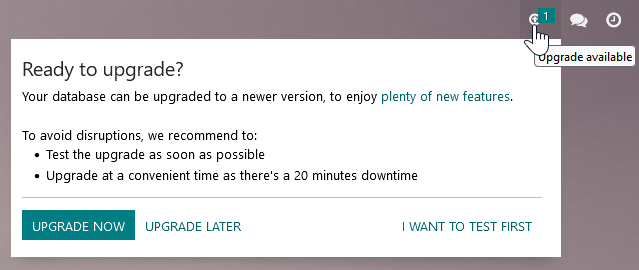 1
Upgrade available
Ready to upgrade?
Your database can be upgraded to a newer version, to enjoy plenty of new features.
To avoid disruptions, we recommend to:
• Test the upgrade as soon as possible
• Upgrade at a convenient time as there's a 20 minutes downtime
UPGRADE NOW UPGRADE LATER I WANT TO TEST FIRST